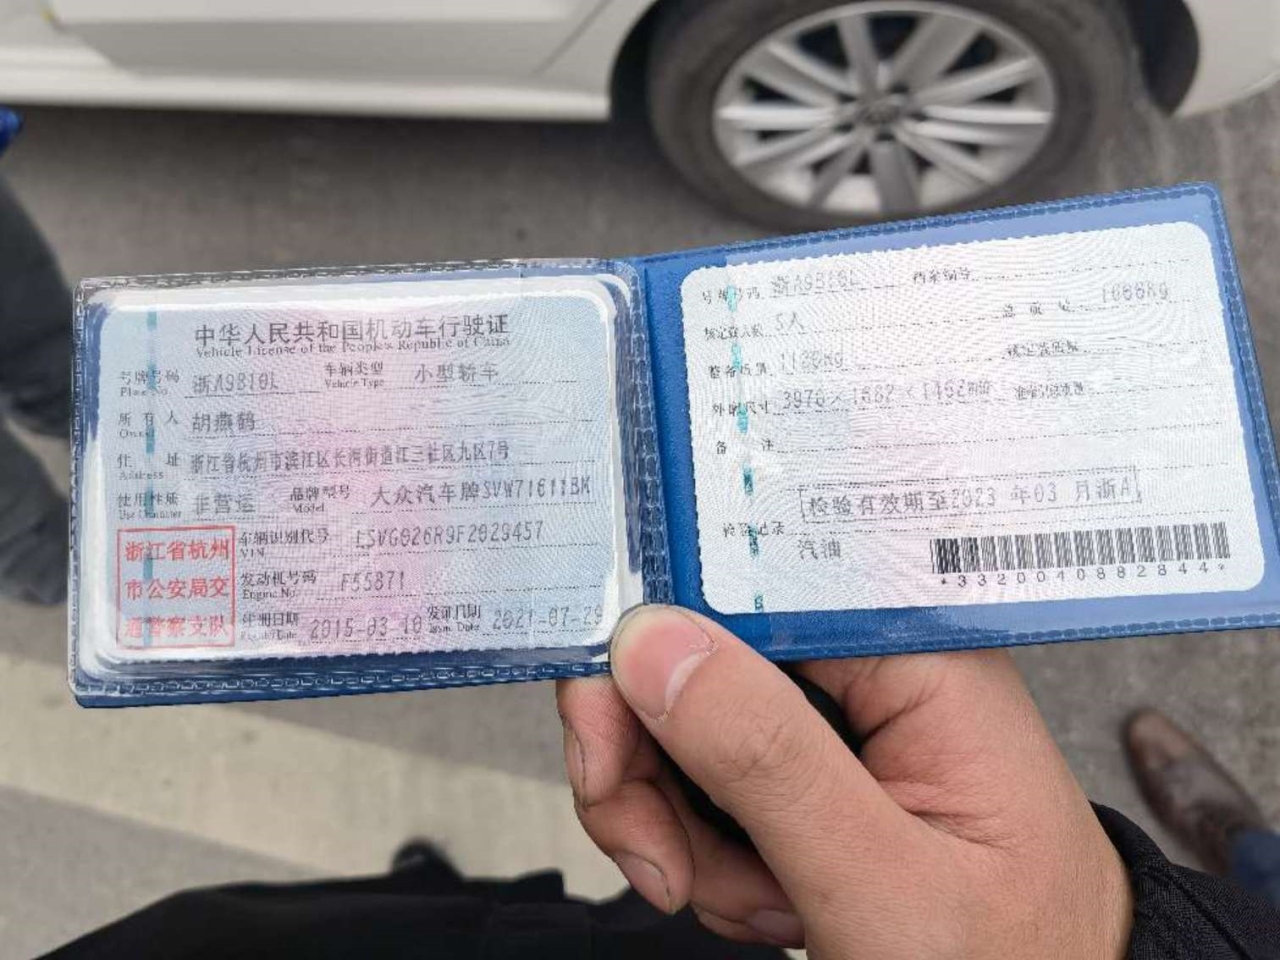 中华人民共和国机动车行驶证
Vehicle License of the People's Republic of China
号牌号码 浙A9810L 车辆类型 小型轿车
Plate No. Vehicle Type
所有人 胡燕鹤
Owner
住址 浙江省杭州市滨江区长河街道江三社区九区7号
Address
使用性质 非营运 品牌型号 大众汽车牌SVW71611BK
Use Character Model
浙江省杭州
市公安局交
通警察支队
车辆识别代号 LSVG026R9F2029457
VIN
发动机号码 F55871
Engine No.
注册日期 2015-03-10 发证日期 2021-07-29
Register Date Issue Date
号牌号码 浙A9810L 档案编号
核定载人数 5人 总质量
整备质量 核定载质量
外廓尺寸 准牵引总质量
备注
检验有效期至2023年03月浙A
检验记录
汽油
*3320040882844*